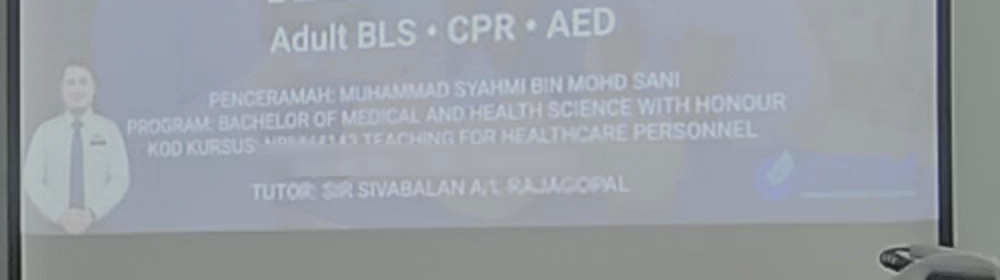 Adult BLS • CPR • AED
PENCERAMAH: MUHAMMAD SYAHMI BIN MOHD SANI
PROGRAM: BACHELOR OF MEDICAL AND HEALTH SCIENCE WITH HONOUR
KOD KURSUS: TEACHING FOR HEALTHCARE PERSONNEL
TUTOR: SIR SIVABALAN A/L RAJAGOPAL